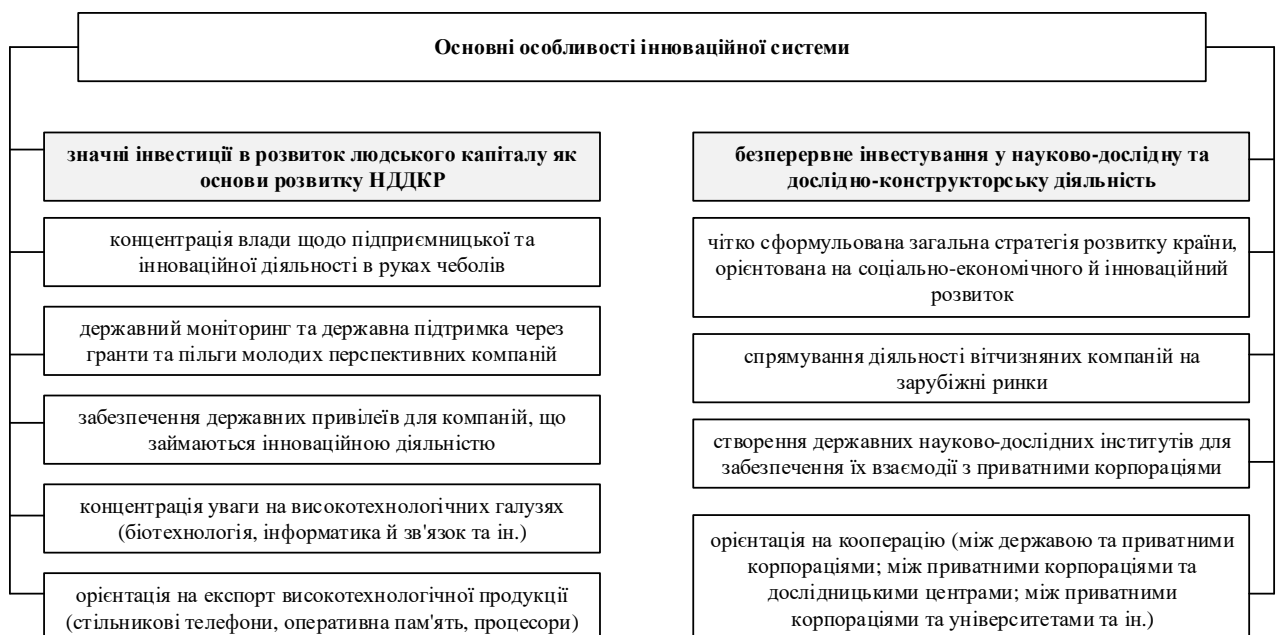 Основні особливості інноваційної системи
значні інвестиції в розвиток людського капіталу як
основи розвитку НДДКР
концентрація влади щодо підприємницької та
інноваційної діяльності в руках чеболів
державний моніторинг та державна підтримка через
гранти та пільги молодих перспективних компаній
забезпечення державних привілеїв для компаній, що
займаються інноваційною діяльністю
концентрація уваги на високотехнологічних галузях
(біотехнологія, інформатика й зв'язок та ін.)
орієнтація на експорт високотехнологічної продукції
(стільникові телефони, оперативна пам'ять, процесори)
безперервне інвестування у науково-дослідну та
дослідно-конструкторську діяльність
чітко сформульована загальна стратегія розвитку країни,
орієнтована на соціально-економічного й інноваційний
розвиток
спрямування діяльності вітчизняних компаній на
зарубіжні ринки
створення державних науково-дослідних інститутів для
забезпечення їх взаємодії з приватними корпораціями
орієнтація на кооперацію (між державою та приватними
корпораціями; між приватними корпораціями та
дослідницькими центрами; між приватними
корпораціями та університетами та ін.)